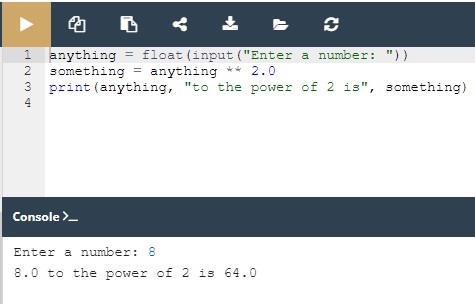 1 anything = float(input("Enter a number: "))
2 something = anything ** 2.0
3 print(anything, "to the power of 2 is", something)
4
Console >_
Enter a number: 8
8.0 to the power of 2 is 64.0